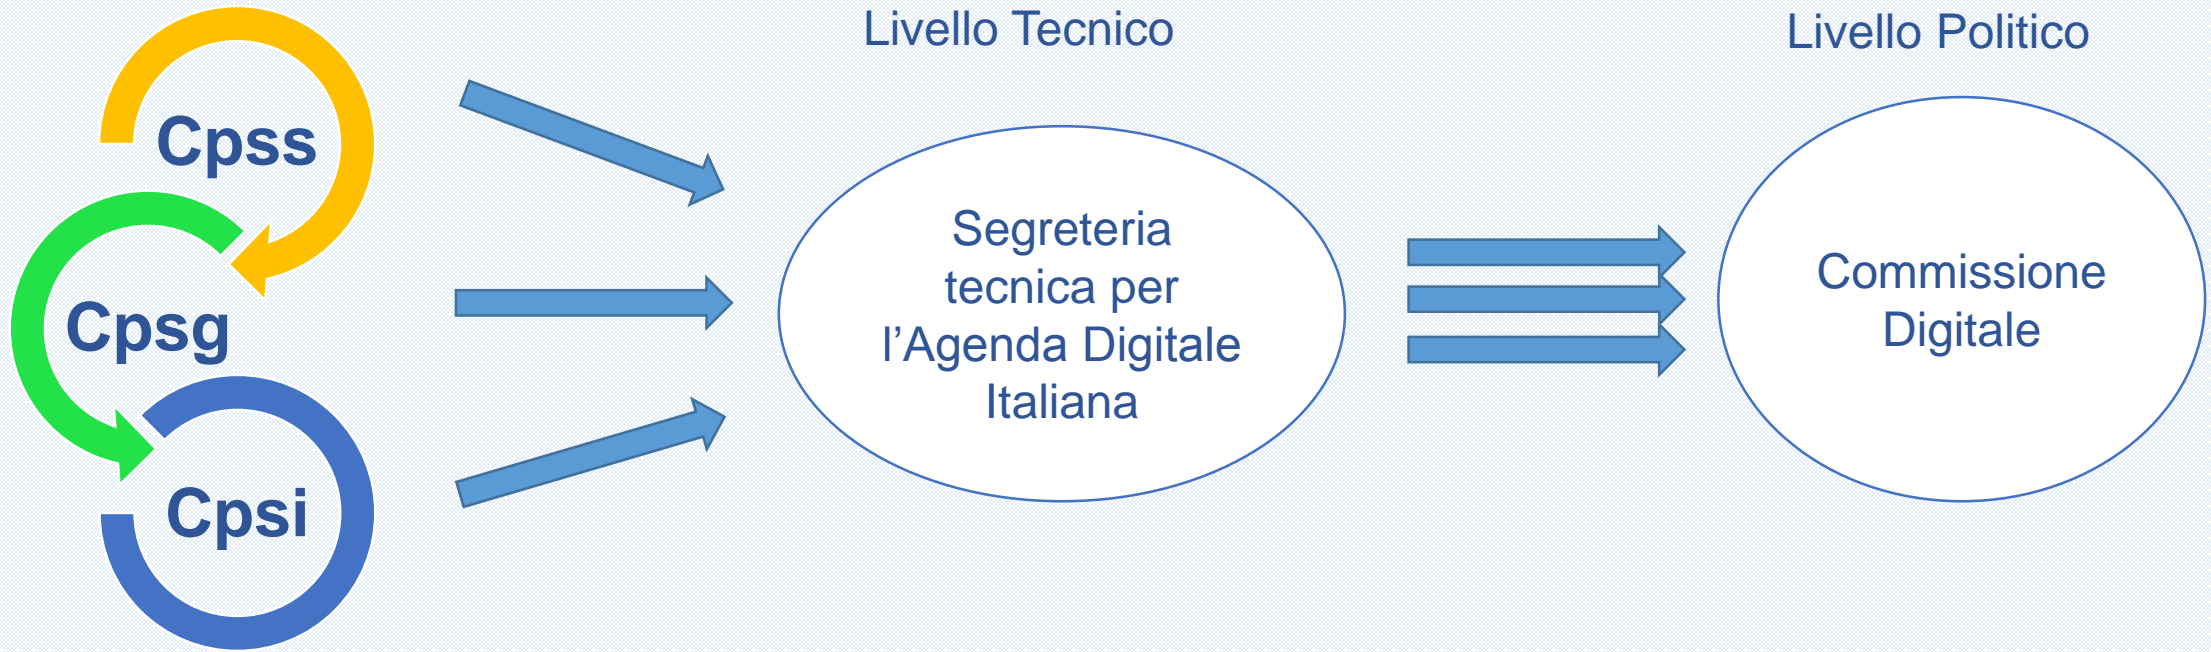 Livello Tecnico
Livello Politico
Cpss
Cpsg
Cpsi
Segreteria
tecnica per
l’Agenda Digitale
Italiana
Commissione
Digitale